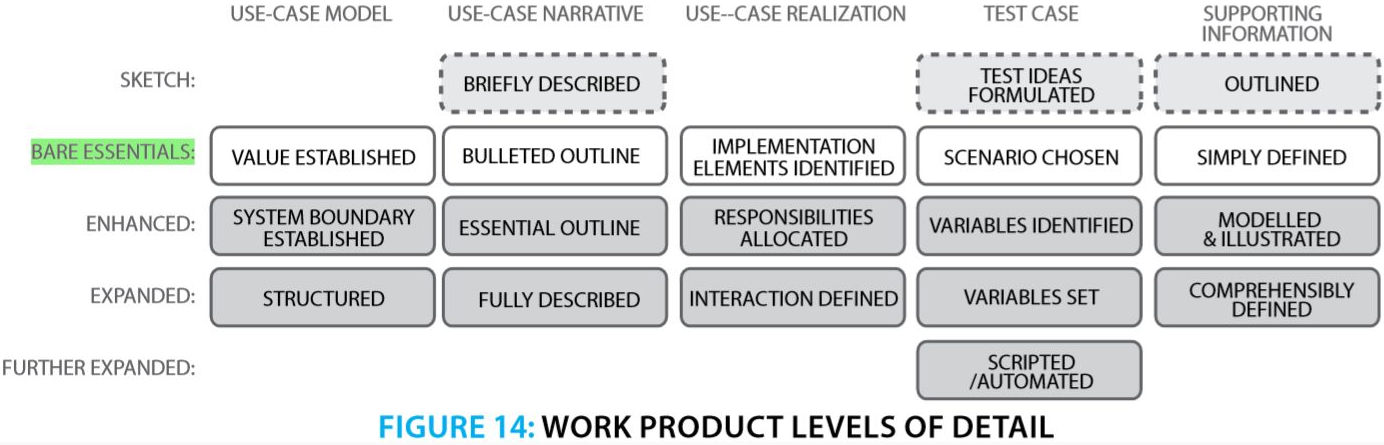 USE-CASE MODEL
USE-CASE NARRATIVE
USE--CASE REALIZATION
TEST CASE
SUPPORTING
INFORMATION
SKETCH:
BRIEFLY DESCRIBED
TEST IDEAS
FORMULATED
OUTLINED
BARE ESSENTIALS:
VALUE ESTABLISHED
BULLETED OUTLINE
IMPLEMENTATION
ELEMENTS IDENTIFIED
SCENARIO CHOSEN
SIMPLY DEFINED
ENHANCED:
SYSTEM BOUNDARY
ESTABLISHED
ESSENTIAL OUTLINE
RESPONSIBILITIES
ALLOCATED
VARIABLES IDENTIFIED
MODELLED
& ILLUSTRATED
EXPANDED:
STRUCTURED
FULLY DESCRIBED
INTERACTION DEFINED
VARIABLES SET
COMPREHENSIBLY
DEFINED
FURTHER EXPANDED:
SCRIPTED
/AUTOMATED
FIGURE 14: WORK PRODUCT LEVELS OF DETAIL